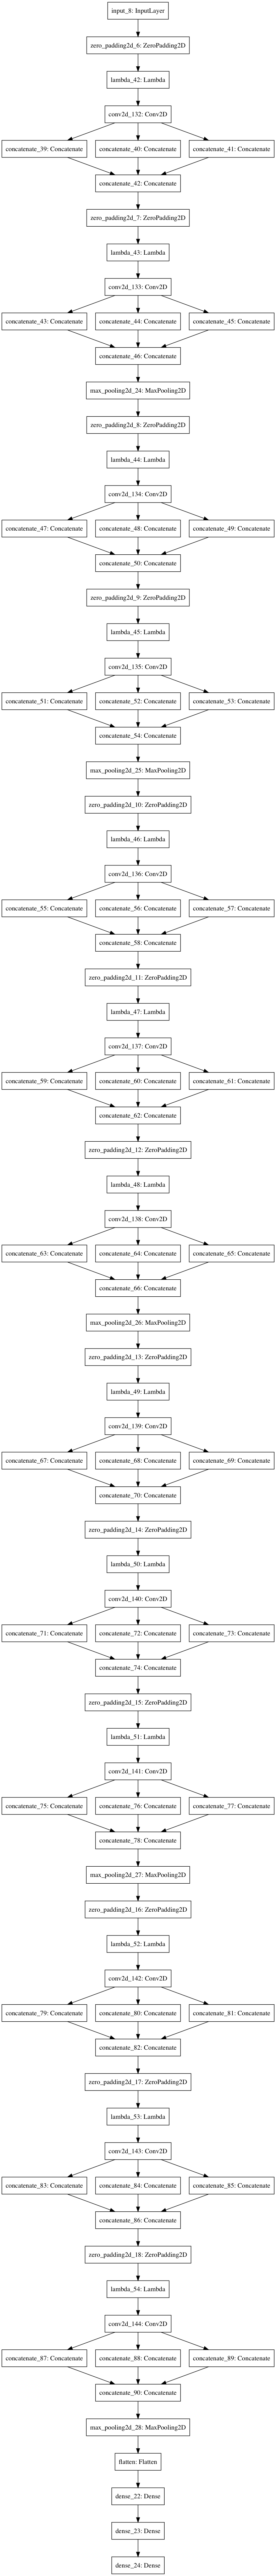 input_8: InputLayer
zero_padding2d_6: ZeroPadding2D
lambda_42: Lambda
conv2d_132: Conv2D
concatenate_39: Concatenate
concatenate_40: Concatenate
concatenate_41: Concatenate
concatenate_42: Concatenate
zero_padding2d_7: ZeroPadding2D
lambda_43: Lambda
conv2d_133: Conv2D
concatenate_43: Concatenate
concatenate_44: Concatenate
concatenate_45: Concatenate
concatenate_46: Concatenate
max_pooling2d_24: MaxPooling2D
zero_padding2d_8: ZeroPadding2D
lambda_44: Lambda
conv2d_134: Conv2D
concatenate_47: Concatenate
concatenate_48: Concatenate
concatenate_49: Concatenate
concatenate_50: Concatenate
zero_padding2d_9: ZeroPadding2D
lambda_45: Lambda
conv2d_135: Conv2D
concatenate_51: Concatenate
concatenate_52: Concatenate
concatenate_53: Concatenate
concatenate_54: Concatenate
max_pooling2d_25: MaxPooling2D
zero_padding2d_10: ZeroPadding2D
lambda_46: Lambda
conv2d_136: Conv2D
concatenate_55: Concatenate
concatenate_56: Concatenate
concatenate_57: Concatenate
concatenate_58: Concatenate
zero_padding2d_11: ZeroPadding2D
lambda_47: Lambda
conv2d_137: Conv2D
concatenate_59: Concatenate
concatenate_60: Concatenate
concatenate_61: Concatenate
concatenate_62: Concatenate
zero_padding2d_12: ZeroPadding2D
lambda_48: Lambda
conv2d_138: Conv2D
concatenate_63: Concatenate
concatenate_64: Concatenate
concatenate_65: Concatenate
concatenate_66: Concatenate
max_pooling2d_26: MaxPooling2D
zero_padding2d_13: ZeroPadding2D
lambda_49: Lambda
conv2d_139: Conv2D
concatenate_67: Concatenate
concatenate_68: Concatenate
concatenate_69: Concatenate
concatenate_70: Concatenate
zero_padding2d_14: ZeroPadding2D
lambda_50: Lambda
conv2d_140: Conv2D
concatenate_71: Concatenate
concatenate_72: Concatenate
concatenate_73: Concatenate
concatenate_74: Concatenate
zero_padding2d_15: ZeroPadding2D
lambda_51: Lambda
conv2d_141: Conv2D
concatenate_75: Concatenate
concatenate_76: Concatenate
concatenate_77: Concatenate
concatenate_78: Concatenate
max_pooling2d_27: MaxPooling2D
zero_padding2d_16: ZeroPadding2D
lambda_52: Lambda
conv2d_142: Conv2D
concatenate_79: Concatenate
concatenate_80: Concatenate
concatenate_81: Concatenate
concatenate_82: Concatenate
zero_padding2d_17: ZeroPadding2D
lambda_53: Lambda
conv2d_143: Conv2D
concatenate_83: Concatenate
concatenate_84: Concatenate
concatenate_85: Concatenate
concatenate_86: Concatenate
zero_padding2d_18: ZeroPadding2D
lambda_54: Lambda
conv2d_144: Conv2D
concatenate_87: Concatenate
concatenate_88: Concatenate
concatenate_89: Concatenate
concatenate_90: Concatenate
max_pooling2d_28: MaxPooling2D
flatten: Flatten
dense_22: Dense
dense_23: Dense
dense_24: Dense